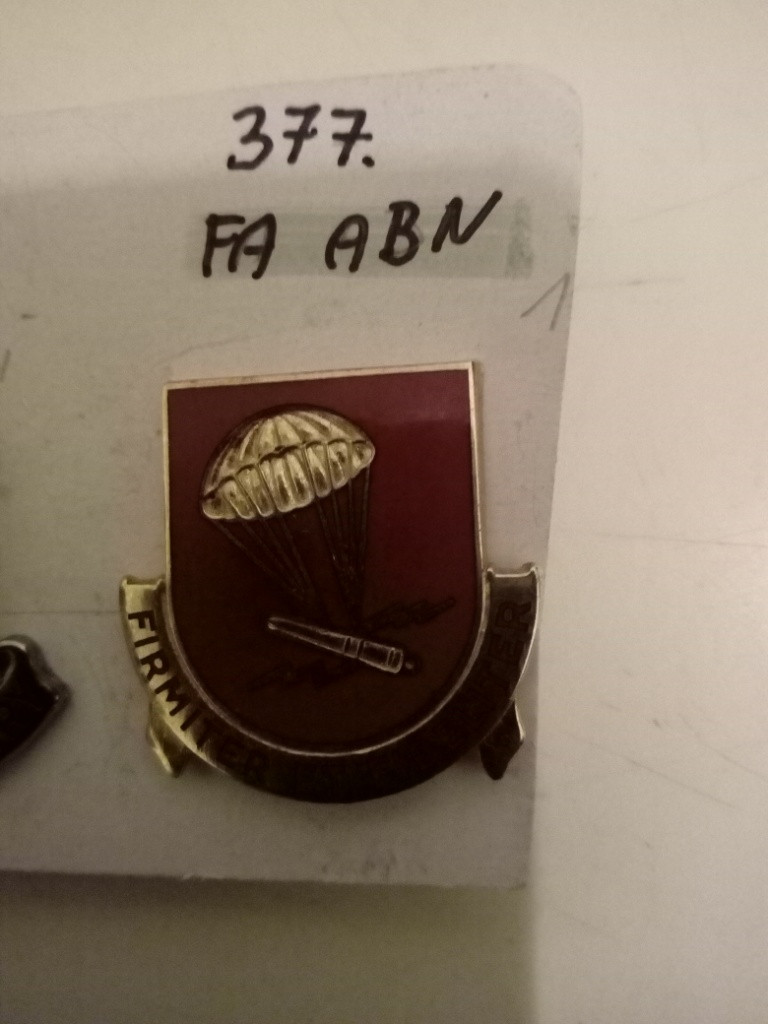 377.
FA ABN
FIRMITER